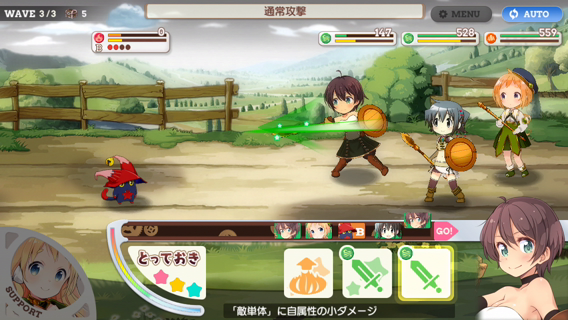 WAVE 3/3 5
通常攻撃
MENU
AUTO
0
B
147
528
559
B
GO!
とっておき
SUPPORT
「敵単体」に自属性の小ダメージ